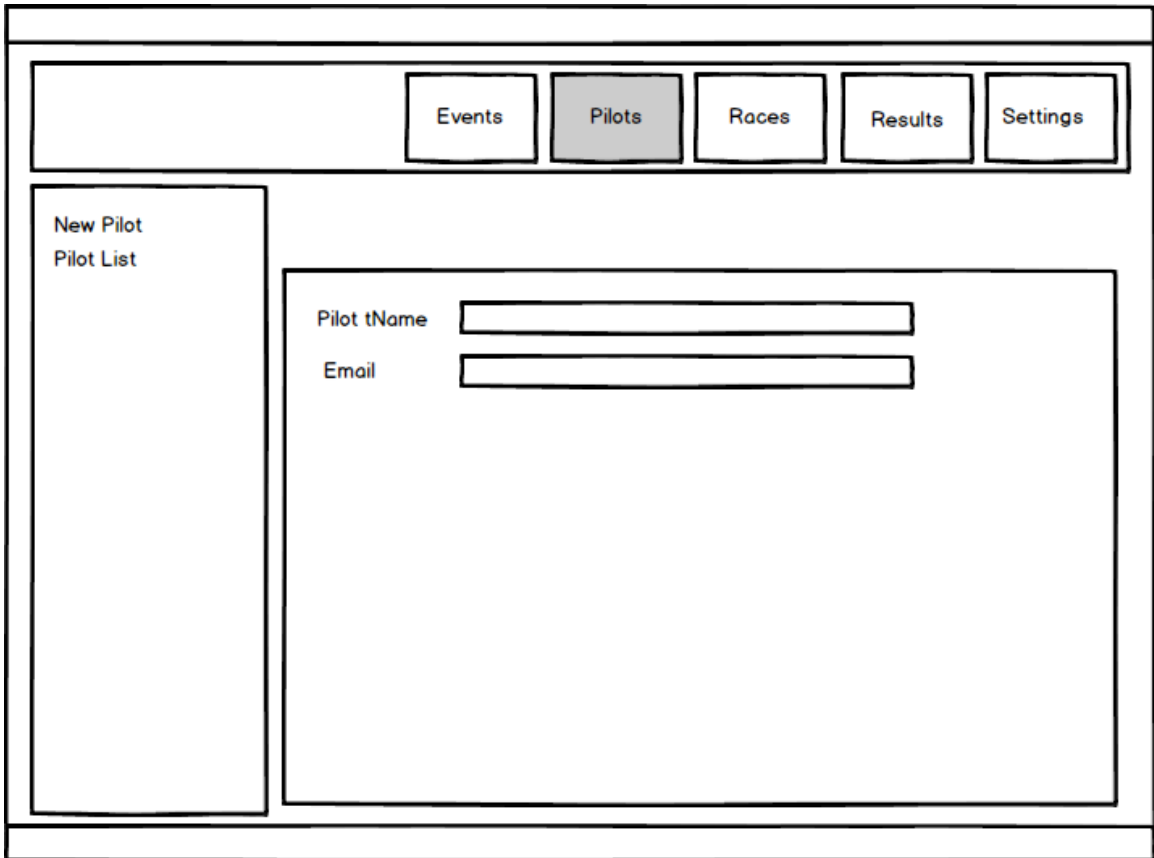 Events Pilots Races Results Settings
New Pilot
Pilot List
Pilot tName
Email